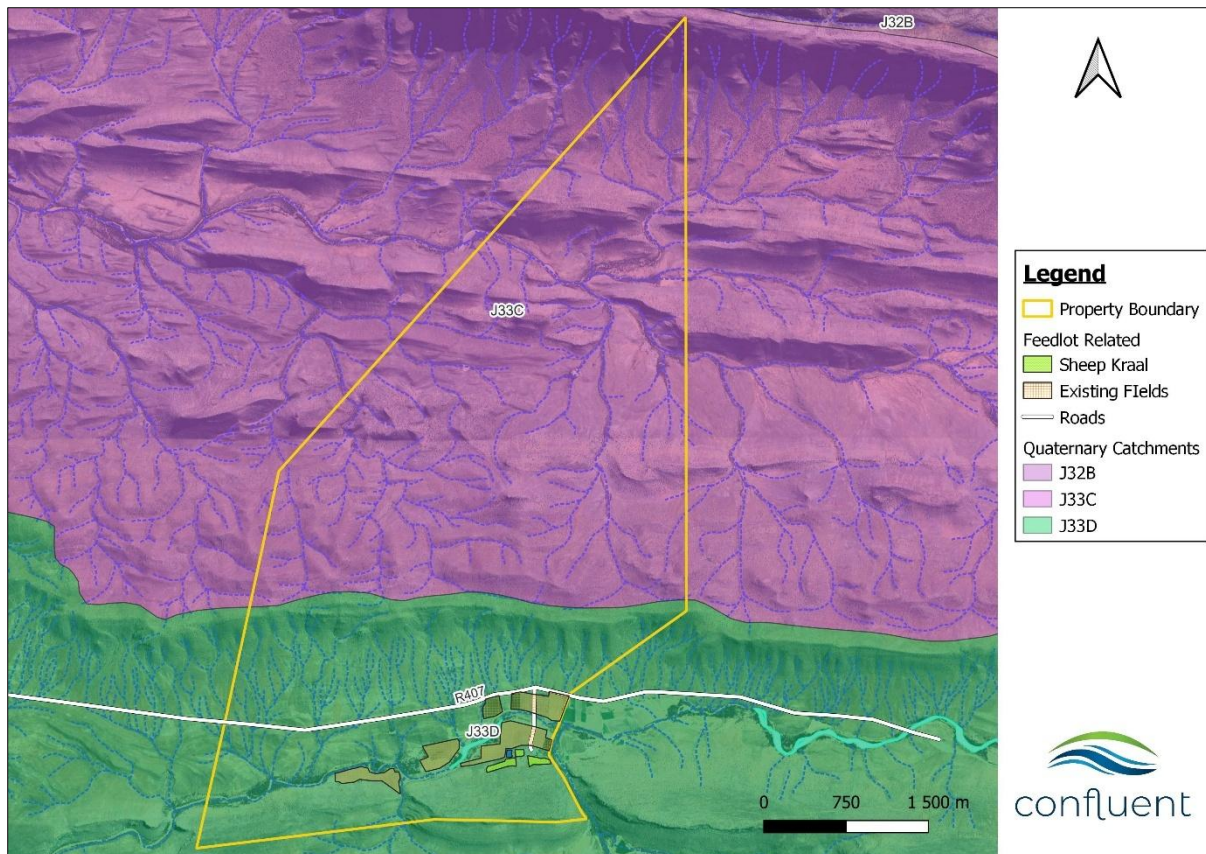 J32B
J33C
R407
J33D
0 750 1 500 m
Legend
Property Boundary
Feedlot Related
Sheep Kraal
Existing FIelds
Roads
Quaternary Catchments
J32B
J33C
J33D
confluent